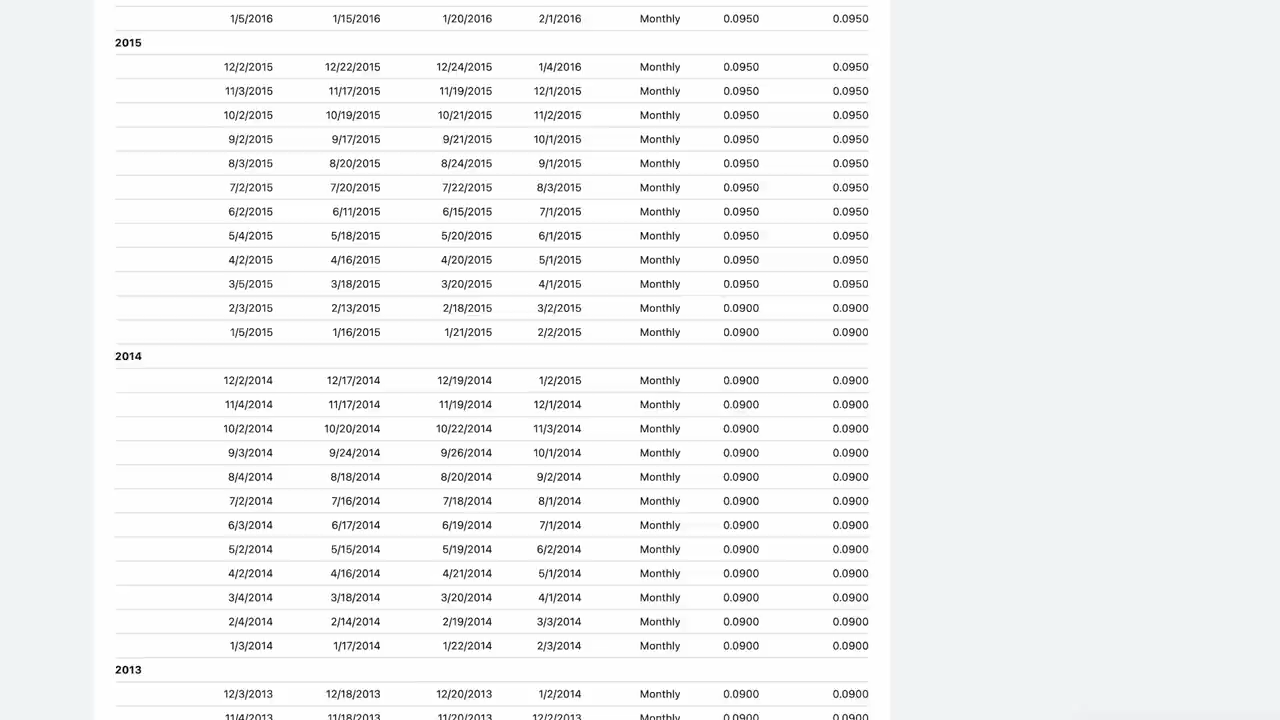 1/5/2016 1/15/2016 1/20/2016 2/1/2016 Monthly 0.0950 0.0950
2015
12/2/2015 12/22/2015 12/24/2015 1/4/2016 Monthly 0.0950 0.0950
11/3/2015 11/17/2015 11/19/2015 12/1/2015 Monthly 0.0950 0.0950
10/2/2015 10/19/2015 10/21/2015 11/2/2015 Monthly 0.0950 0.0950
9/2/2015 9/17/2015 9/21/2015 10/1/2015 Monthly 0.0950 0.0950
8/3/2015 8/20/2015 8/24/2015 9/1/2015 Monthly 0.0950 0.0950
7/2/2015 7/20/2015 7/22/2015 8/3/2015 Monthly 0.0950 0.0950
6/2/2015 6/11/2015 6/15/2015 7/1/2015 Monthly 0.0950 0.0950
5/4/2015 5/18/2015 5/20/2015 6/1/2015 Monthly 0.0950 0.0950
4/2/2015 4/16/2015 4/20/2015 5/1/2015 Monthly 0.0950 0.0950
3/5/2015 3/18/2015 3/20/2015 4/1/2015 Monthly 0.0950 0.0950
2/3/2015 2/13/2015 2/18/2015 3/2/2015 Monthly 0.0900 0.0900
1/5/2015 1/16/2015 1/21/2015 2/2/2015 Monthly 0.0900 0.0900
2014
12/2/2014 12/17/2014 12/19/2014 1/2/2015 Monthly 0.0900 0.0900
11/4/2014 11/17/2014 11/19/2014 12/1/2014 Monthly 0.0900 0.0900
10/2/2014 10/20/2014 10/22/2014 11/3/2014 Monthly 0.0900 0.0900
9/3/2014 9/24/2014 9/26/2014 10/1/2014 Monthly 0.0900 0.0900
8/4/2014 8/18/2014 8/20/2014 9/2/2014 Monthly 0.0900 0.0900
7/2/2014 7/16/2014 7/18/2014 8/1/2014 Monthly 0.0900 0.0900
6/3/2014 6/17/2014 6/19/2014 7/1/2014 Monthly 0.0900 0.0900
5/2/2014 5/15/2014 5/19/2014 6/2/2014 Monthly 0.0900 0.0900
4/2/2014 4/16/2014 4/21/2014 5/1/2014 Monthly 0.0900 0.0900
3/4/2014 3/18/2014 3/20/2014 4/1/2014 Monthly 0.0900 0.0900
2/4/2014 2/14/2014 2/19/2014 3/3/2014 Monthly 0.0900 0.0900
1/3/2014 1/17/2014 1/22/2014 2/3/2014 Monthly 0.0900 0.0900
2013
12/3/2013 12/18/2013 12/20/2013 1/2/2014 Monthly 0.0900 0.0900
11/4/2013 11/18/2013 11/20/2013 12/2/2013 Monthly 0.0900 0.0900